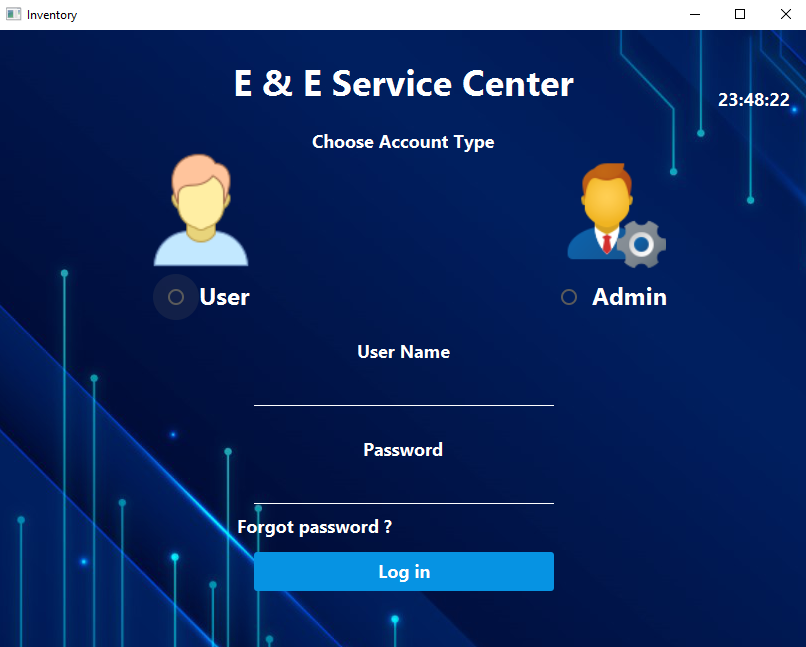 Inventory
E & E Service Center
23:48:22
Choose Account Type
User
Admin
User Name
Password
Forgot password ?
Log in